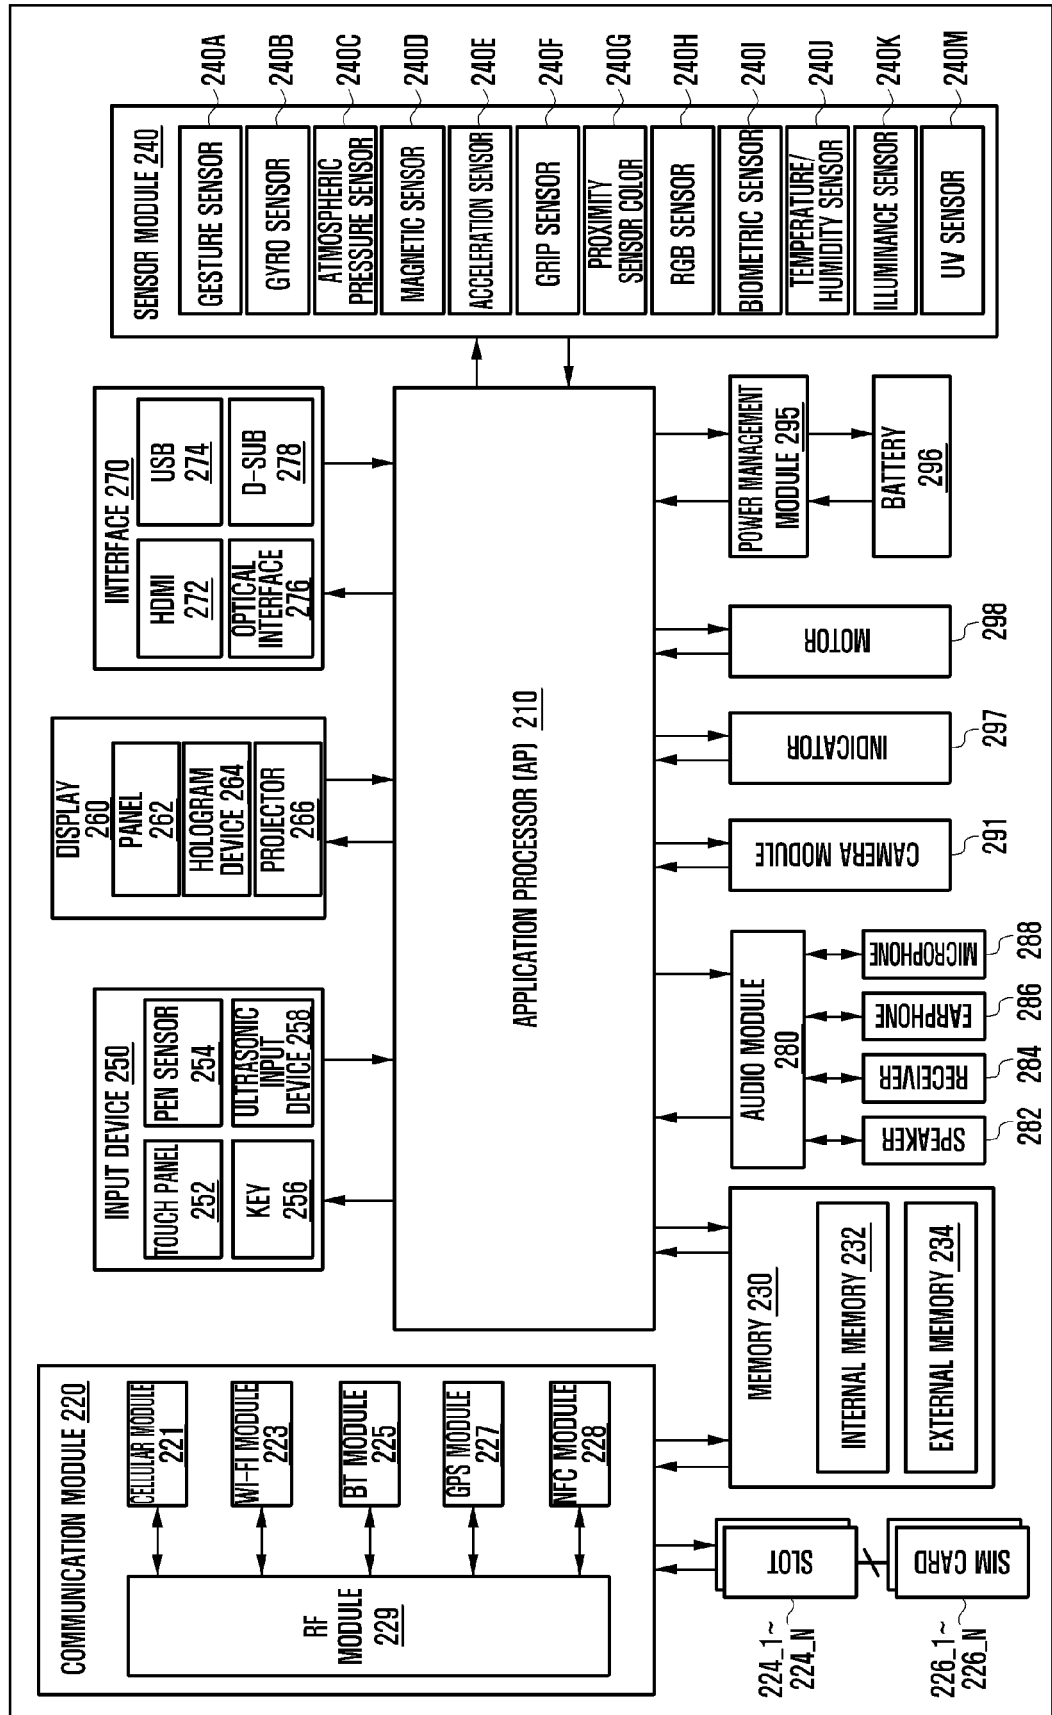 COMMUNICATION MODULE 220
RF
MODULE
229
CELLULAR MODULE
221
WI-FI MODULE
223
BT MODULE
225
GPS MODULE
227
NFC MODULE
228
SLOT
224_1~
224_N
SIM CARD
226_1~
226_N
INPUT DEVICE 250
TOUCH PANEL
252
PEN SENSOR
254
KEY
256
ULTRASONIC
INPUT
DEVICE 258
DISPLAY
260
PANEL
262
HOLOGRAM
DEVICE 264
PROJECTOR
266
INTERFACE 270
HDMI
272
USB
274
OPTICAL
INTERFACE
276
D-SUB
278
APPLICATION PROCESSOR (AP) 210
MEMORY 230
INTERNAL MEMORY 232
EXTERNAL MEMORY 234
AUDIO MODULE
280
SPEAKER
282
RECEIVER
284
EARPHONE
286
MICROPHONE
288
CAMERA MODULE
291
INDICATOR
297
MOTOR
298
POWER MANAGEMENT
MODULE 295
BATTERY
296
SENSOR MODULE 240
GESTURE SENSOR
240A
GYRO SENSOR
240B
ATMOSPHERIC
PRESSURE SENSOR
240C
MAGNETIC SENSOR
240D
ACCELERATION SENSOR
240E
GRIP SENSOR
240F
PROXIMITY
SENSOR COLOR
240G
RGB SENSOR
240H
BIOMETRIC SENSOR
240I
TEMPERATURE/
HUMIDITY SENSOR
240J
ILLUMINANCE SENSOR
240K
UV SENSOR
240M